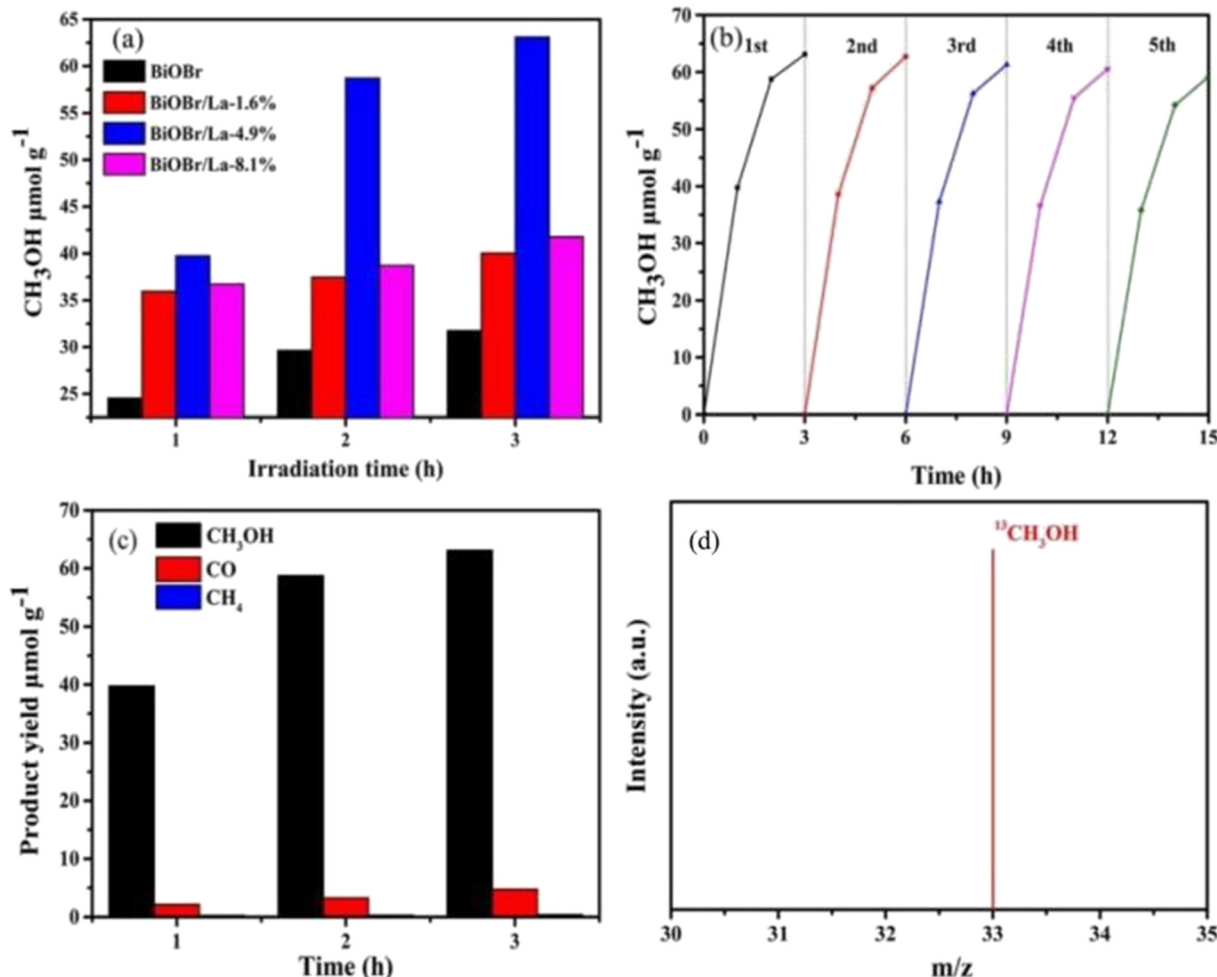 (a)
BiOBr
BiOBr/La-1.6%
BiOBr/La-4.9%
BiOBr/La-8.1%
65
60
55
50
45
40
35
30
25
CH₃OH µmol g⁻¹
1 2 3
Irradiation time (h)
(b)
1st 2nd 3rd 4th 5th
70
60
50
40
30
20
10
0
CH₃OH µmol g⁻¹
0 3 6 9 12 15
Time (h)
(c)
CH₃OH
CO
CH₄
70
60
50
40
30
20
10
0
Product yield µmol g⁻¹
1 2 3
Time (h)
(d)
¹³CH₃OH
Intensity (a.u.)
30 31 32 33 34 35
m/z